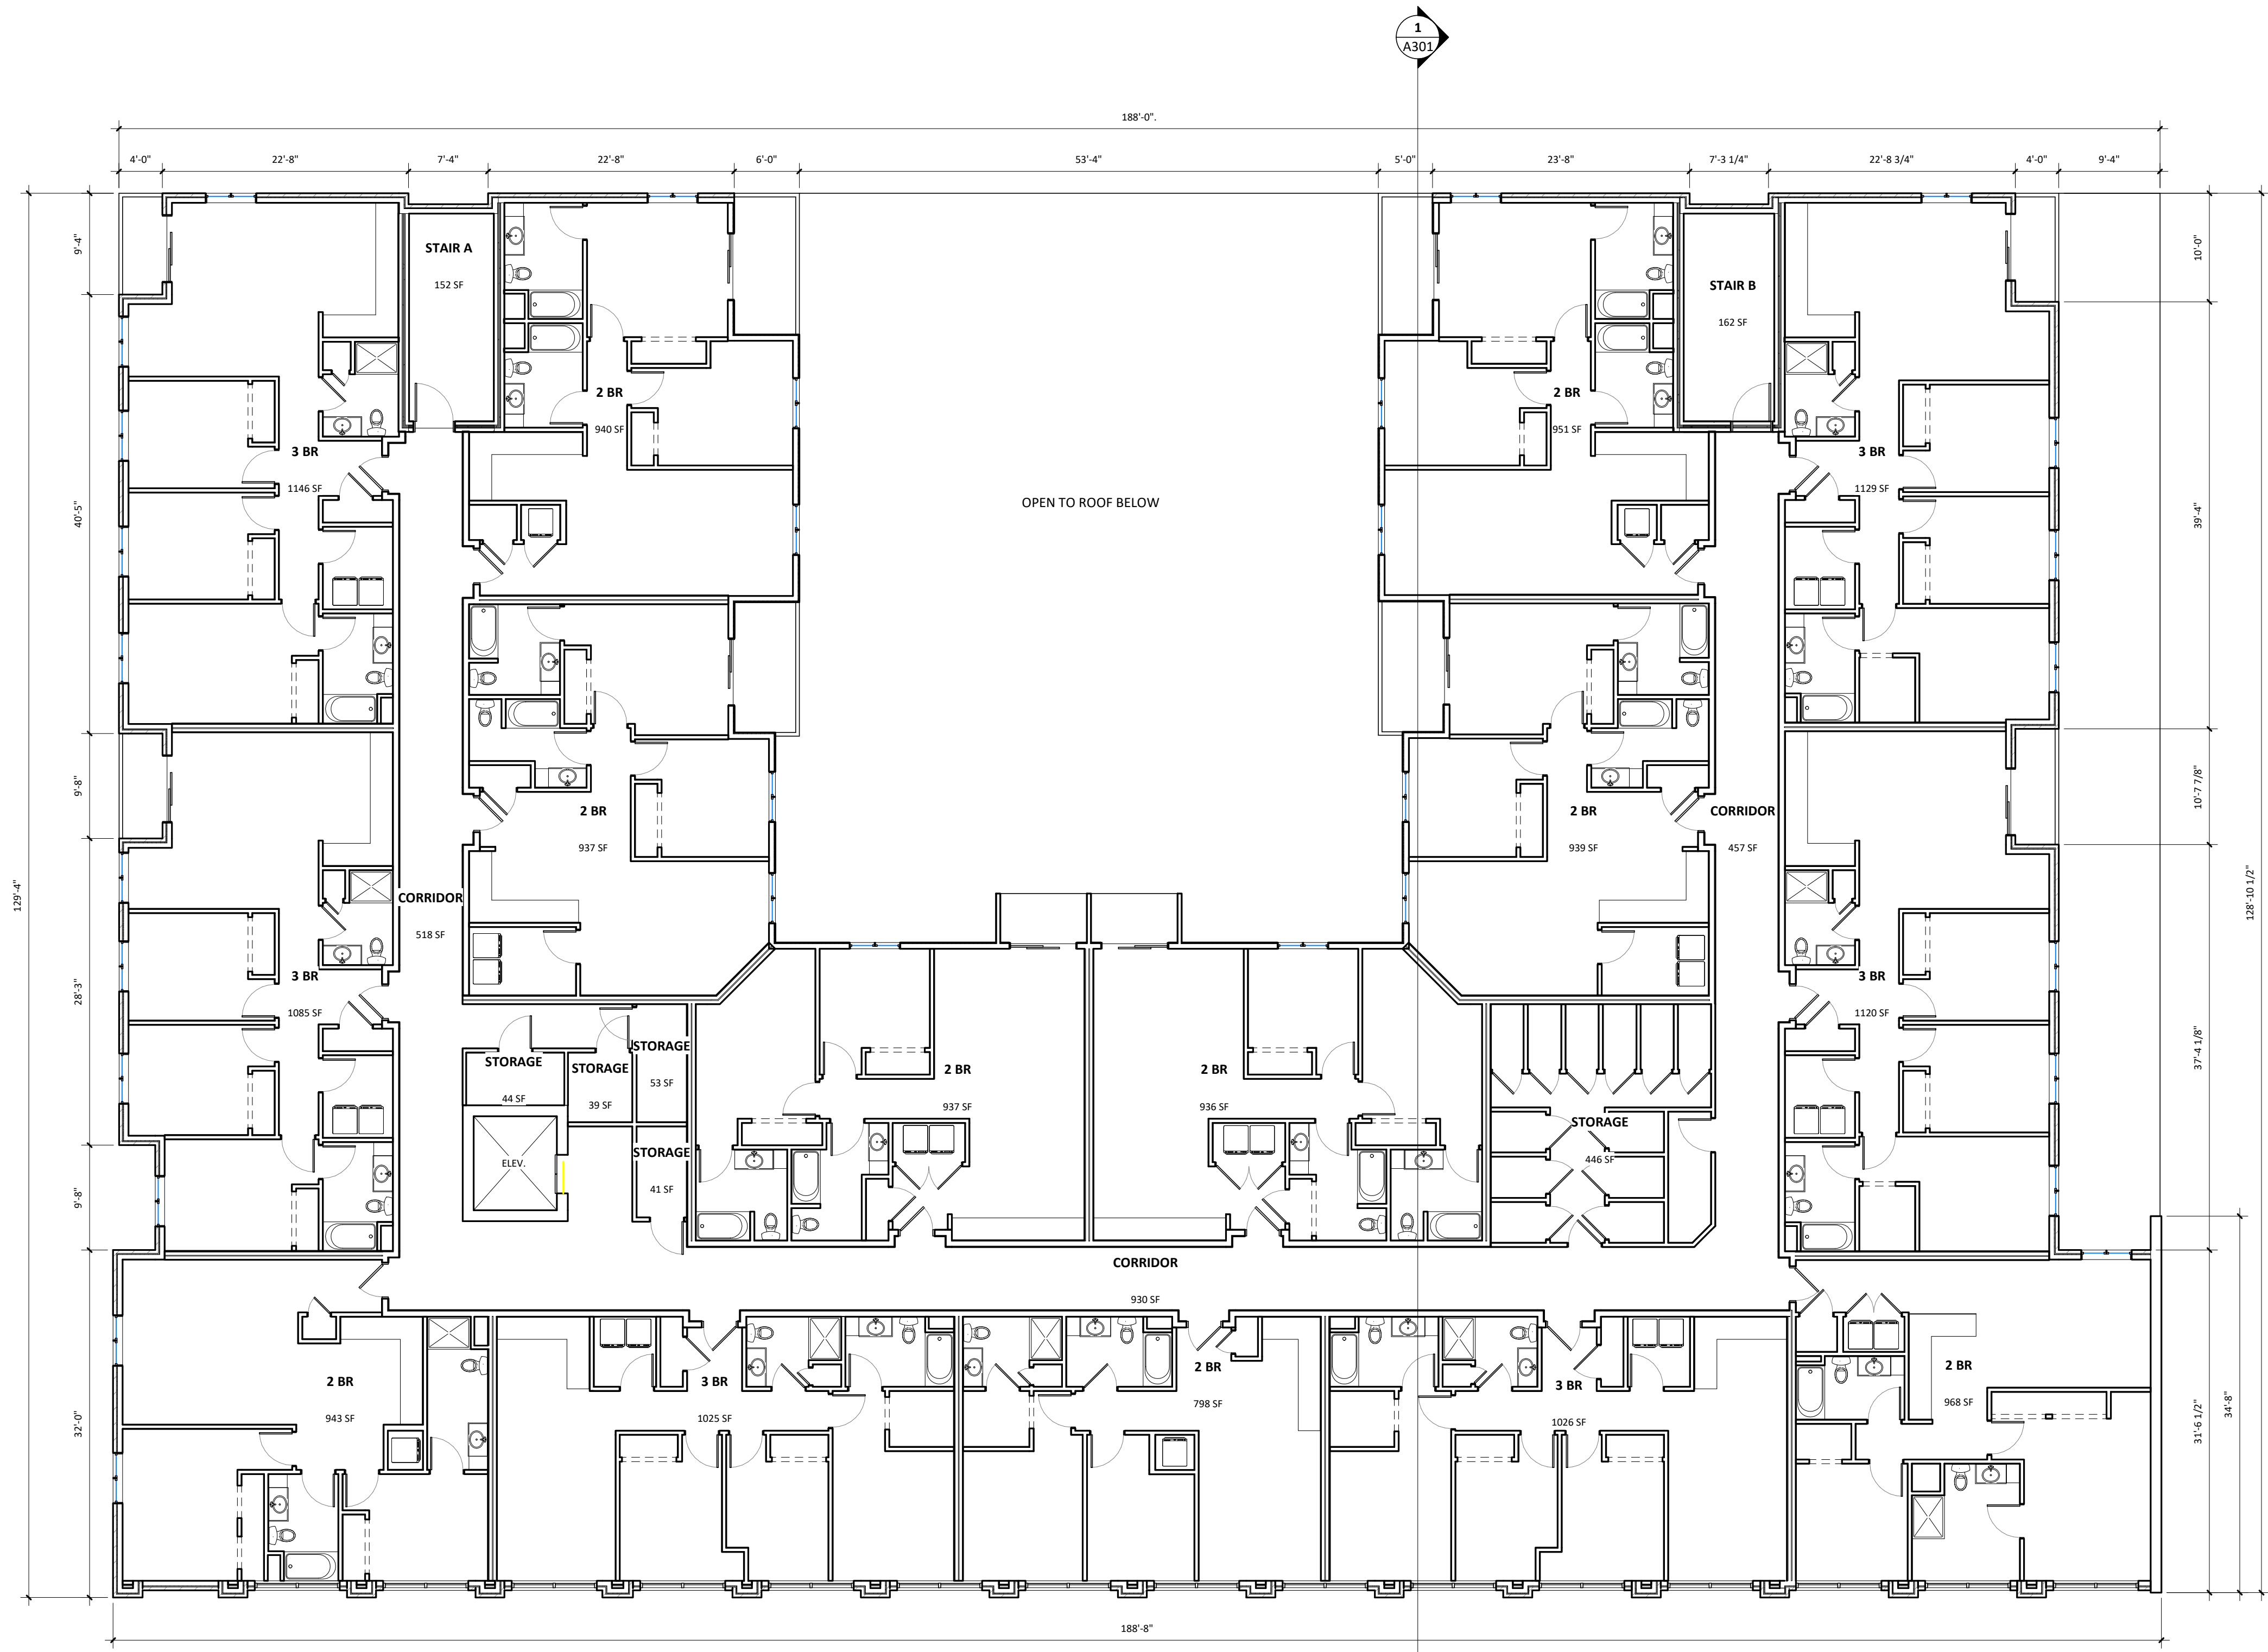 1
A301
188'-0".
4'-0"
22'-8"
7'-4"
22'-8"
6'-0"
53'-4"
5'-0"
23'-8"
7'-3 1/4"
22'-8 3/4"
4'-0"
9'-4"
9'-4"
40'-5"
9'-8"
28'-3"
9'-8"
32'-0"
129'-4"
10'-0"
39'-4"
10'-7 7/8"
37'-4 1/8"
31'-6 1/2"
34'-8"
128'-10 1/2"
STAIR A
152 SF
STAIR B
162 SF
2 BR
940 SF
2 BR
951 SF
3 BR
1146 SF
3 BR
1129 SF
OPEN TO ROOF BELOW
2 BR
937 SF
2 BR
939 SF
CORRIDOR
457 SF
CORRIDOR
518 SF
3 BR
1085 SF
3 BR
1120 SF
STORAGE
44 SF
STORAGE
39 SF
STORAGE
53 SF
2 BR
937 SF
2 BR
936 SF
STORAGE
446 SF
ELEV.
STORAGE
41 SF
CORRIDOR
930 SF
2 BR
943 SF
3 BR
1025 SF
2 BR
798 SF
3 BR
1026 SF
2 BR
968 SF
188'-8"